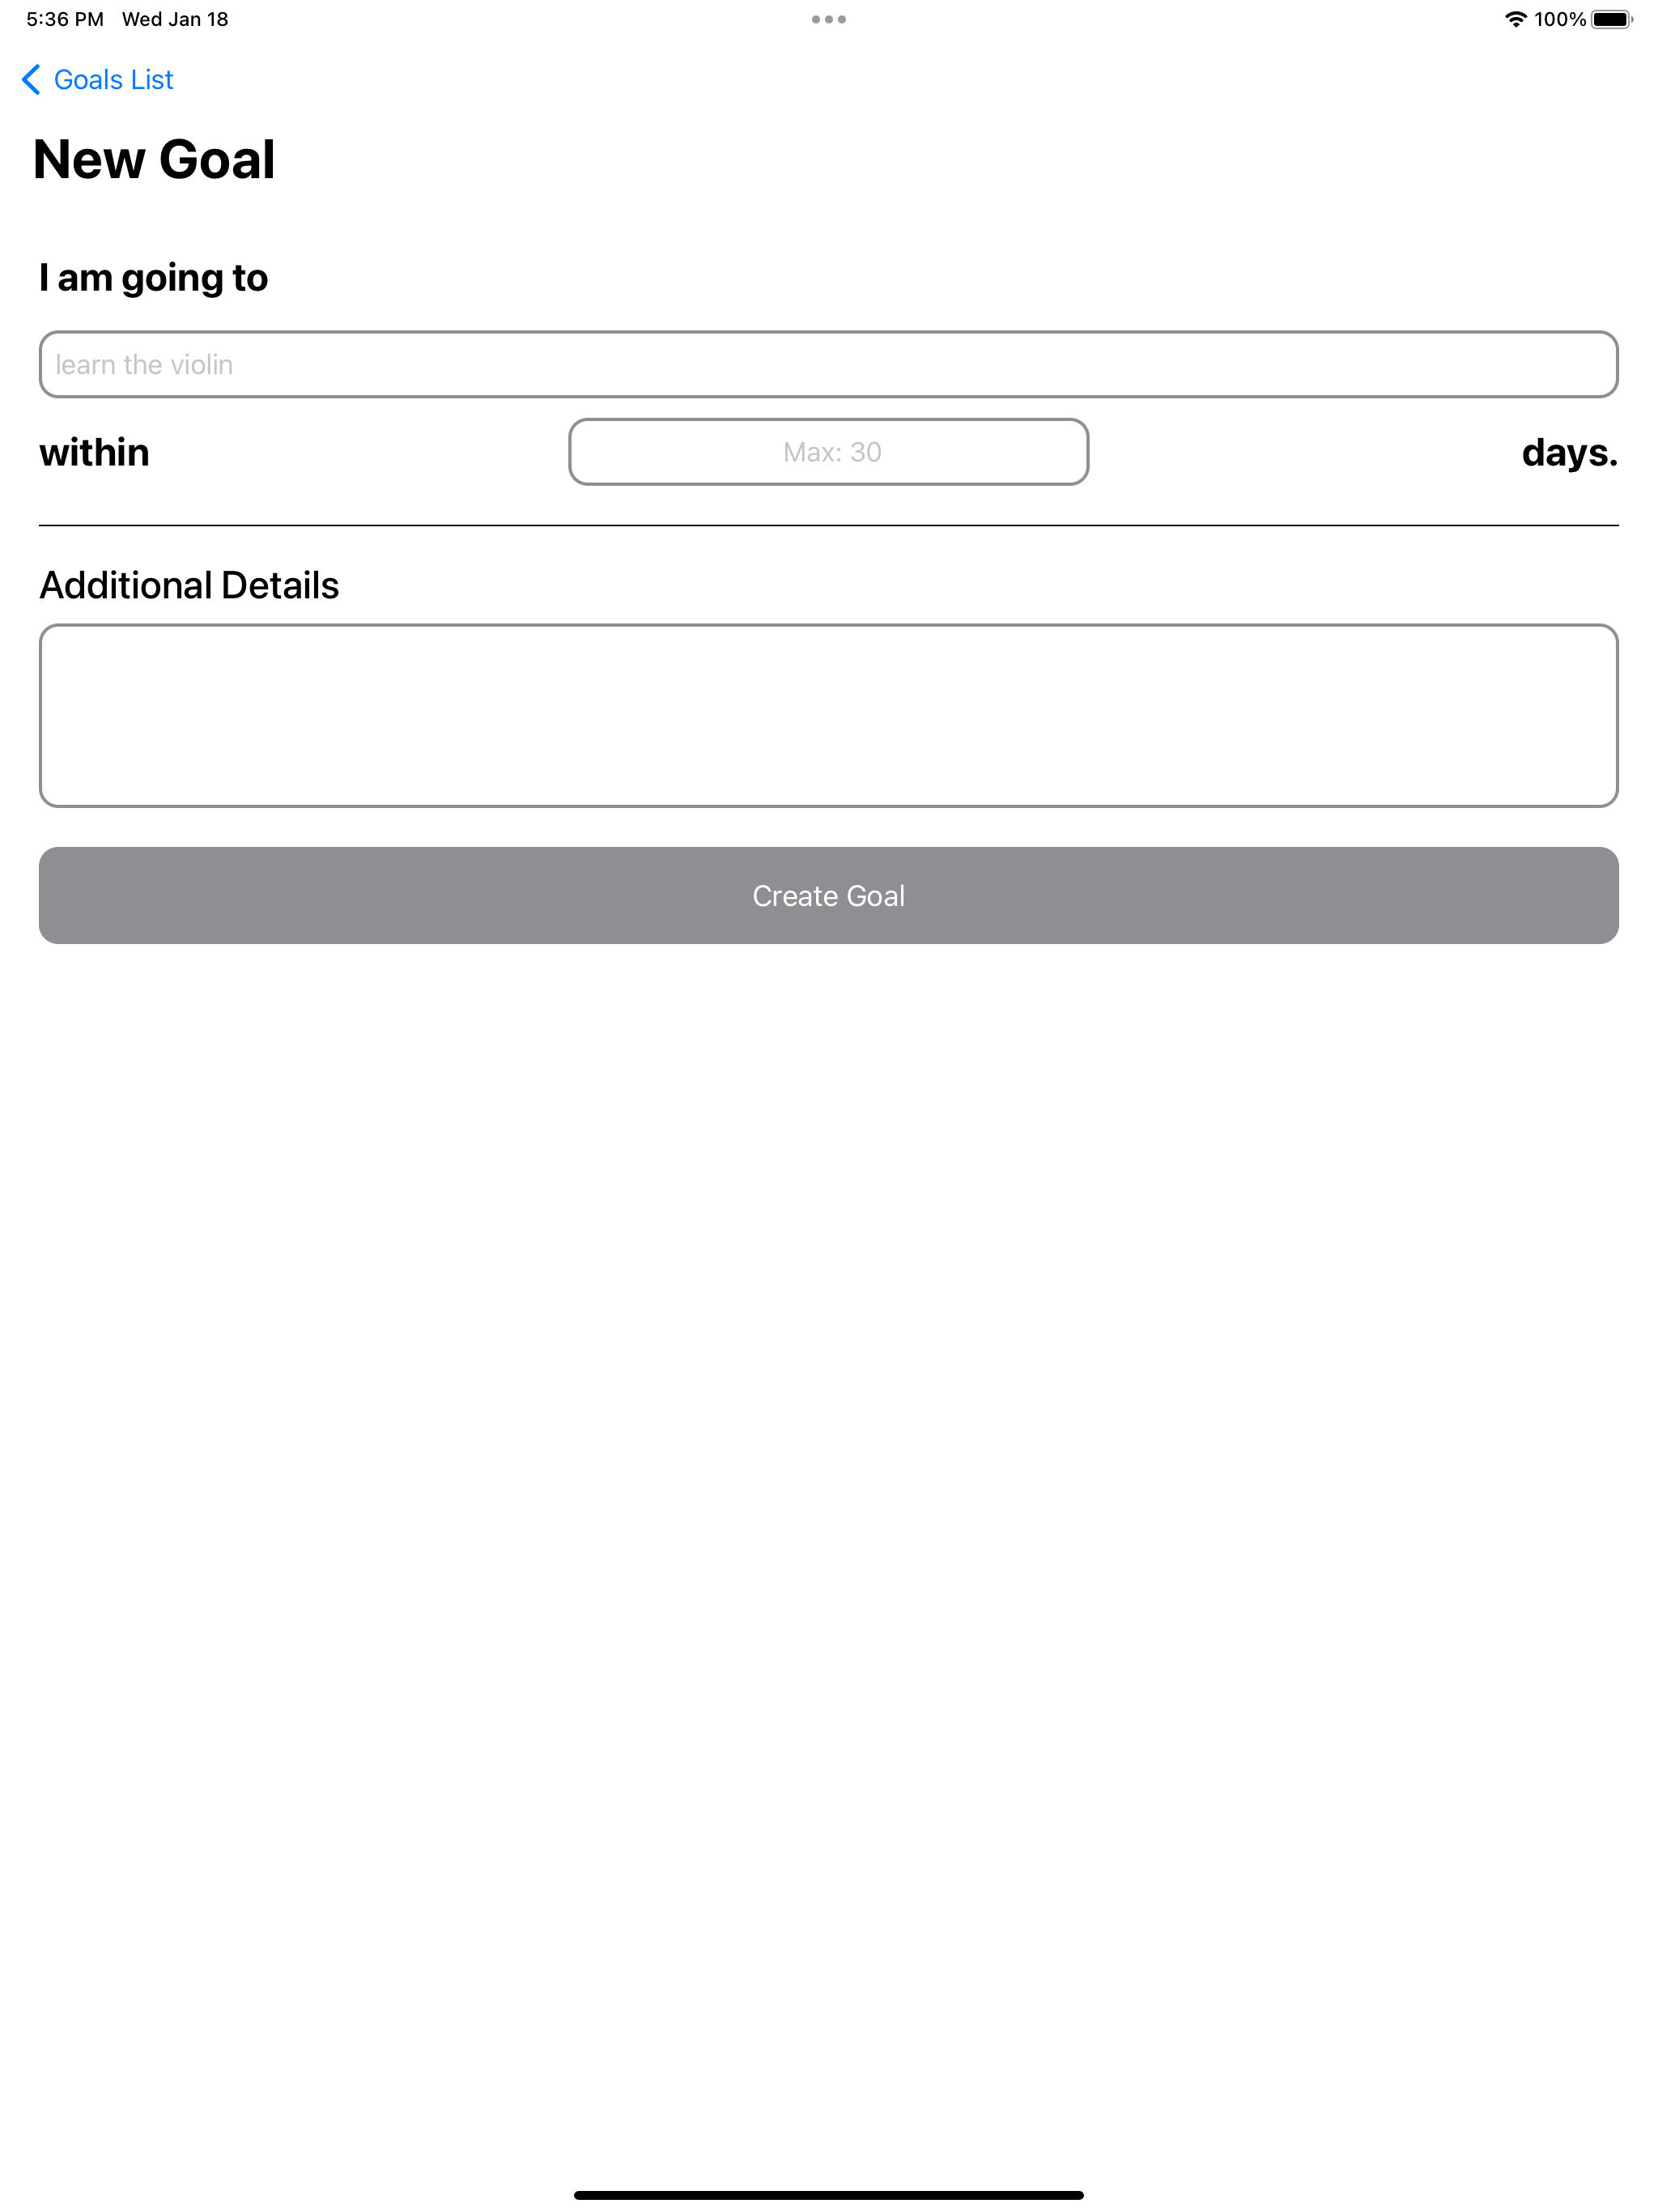 5:36 PM Wed Jan 18 100%
Goals List
New Goal
I am going to
learn the violin
within Max: 30 days.
Additional Details
Create Goal